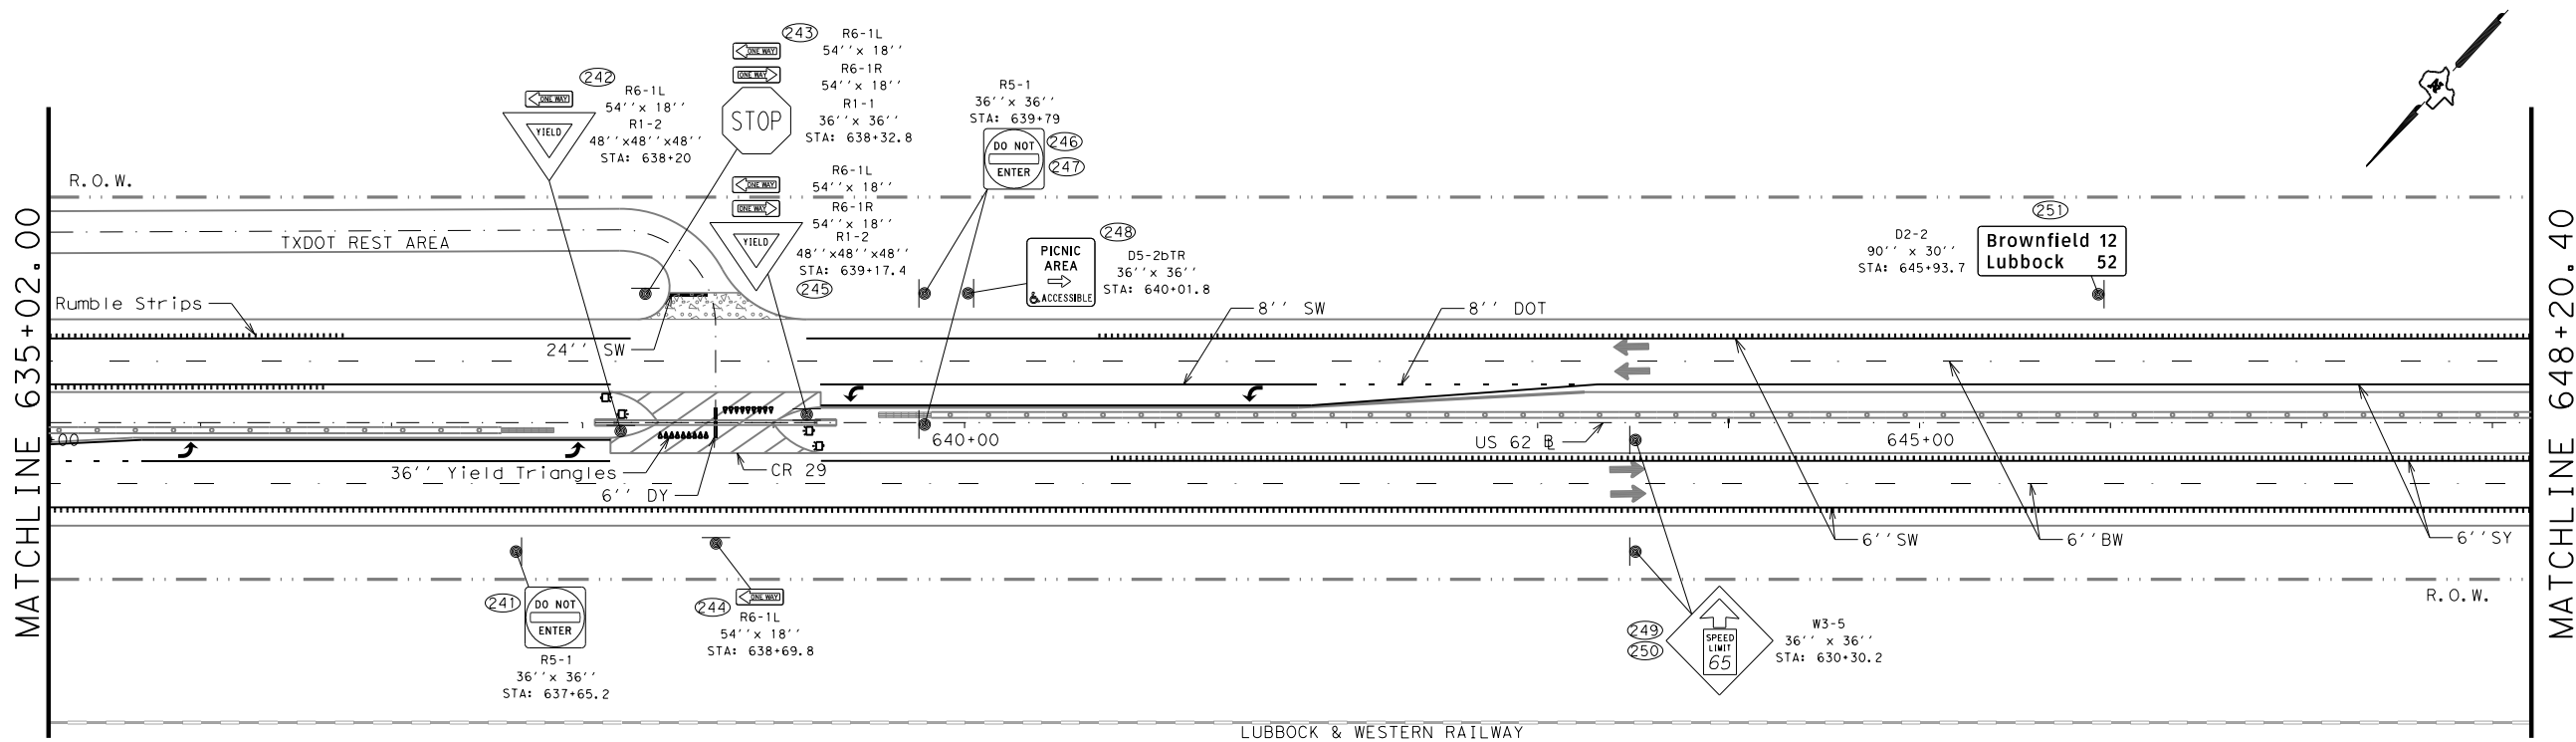 MATCHLINE 635+02.00
R.O.W.
TXDOT REST AREA
Rumble Strips
242
ONE WAY
YIELD
R6-1L
54''x 18''
R1-2
48''x48''x48''
STA: 638+20
243
ONE WAY
ONE WAY
STOP
R6-1L
54''x 18''
R6-1R
54''x 18''
R1-1
36''x 36''
STA: 638+32.8
ONE WAY
ONE WAY
YIELD
R6-1L
54''x 18''
R6-1R
54''x 18''
R1-2
48''x48''x48''
STA: 639+17.4
245
R5-1
36''x 36''
STA: 639+79
DO NOT
ENTER
246
247
PICNIC
AREA
ACCESSIBLE
248
D5-2bTR
36''x 36''
STA: 640+01.8
8'' SW
8'' DOT
251
D2-2
90'' x 30''
STA: 645+93.7
Brownfield 12
Lubbock 52
24'' SW
+00
640+00
US 62 BL
645+00
36'' Yield Triangles
CR 29
6'' DY
6''SW
6''BW
6''SY
R.O.W.
241
DO NOT
ENTER
R5-1
36''x 36''
STA: 637+65.2
244
ONE WAY
R6-1L
54''x 18''
STA: 638+69.8
249
250
SPEED
LIMIT
65
W3-5
36'' x 36''
STA: 630+30.2
LUBBOCK & WESTERN RAILWAY
MATCHLINE 648+20.40